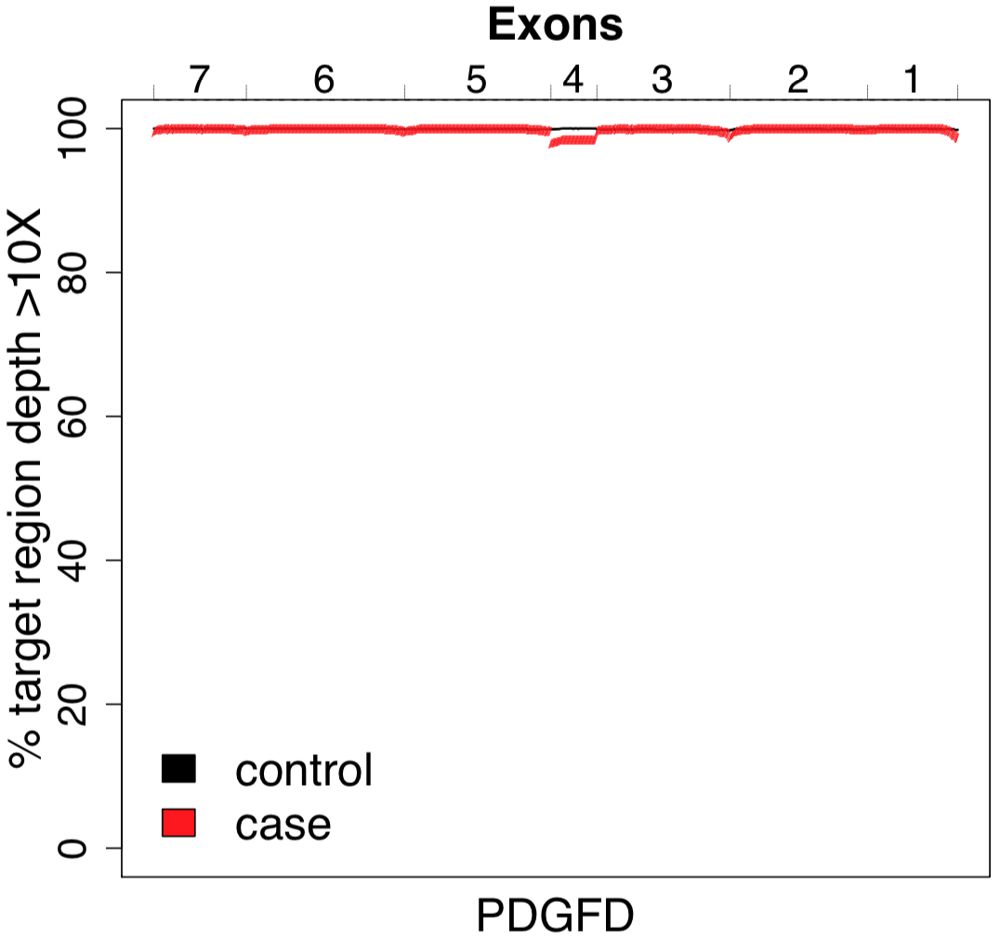 Exons
7 6 5 4 3 2 1
% target region depth >10X
100
80
60
40
20
0
control
case
PDGFD